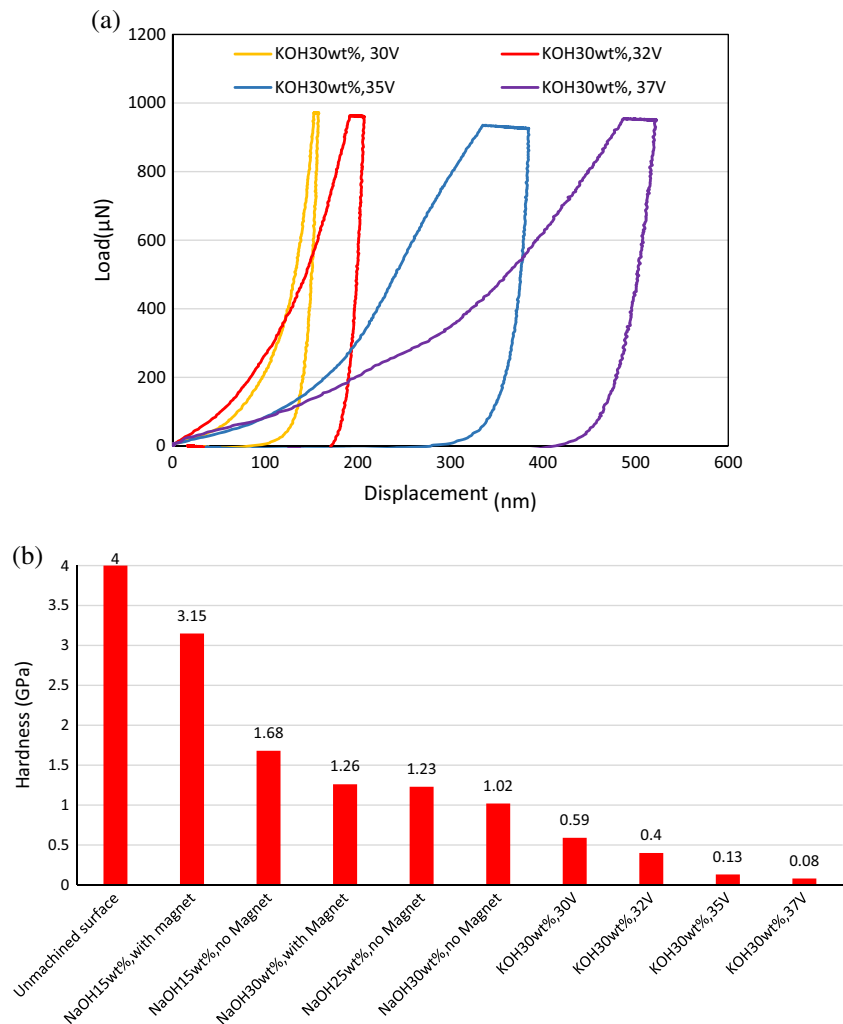 (a)
1200
1000
800
600
400
200
0
Load(µN)
KOH30wt%, 30V
KOH30wt%,32V
KOH30wt%,35V
KOH30wt%, 37V
0 100 200 300 400 500 600
Displacement (nm)
(b)
4
3.5
3
2.5
2
1.5
1
0.5
0
Hardness (GPa)
4
3.15
1.68
1.26
1.23
1.02
0.59
0.4
0.13
0.08
Unmachined surface
NaOH15wt%,with magnet
NaOH15wt%,no Magnet
NaOH30wt%,with Magnet
NaOH25wt%,no Magnet
NaOH30wt%,no Magnet
KOH30wt%,30V
KOH30wt%,32V
KOH30wt%,35V
KOH30wt%,37V